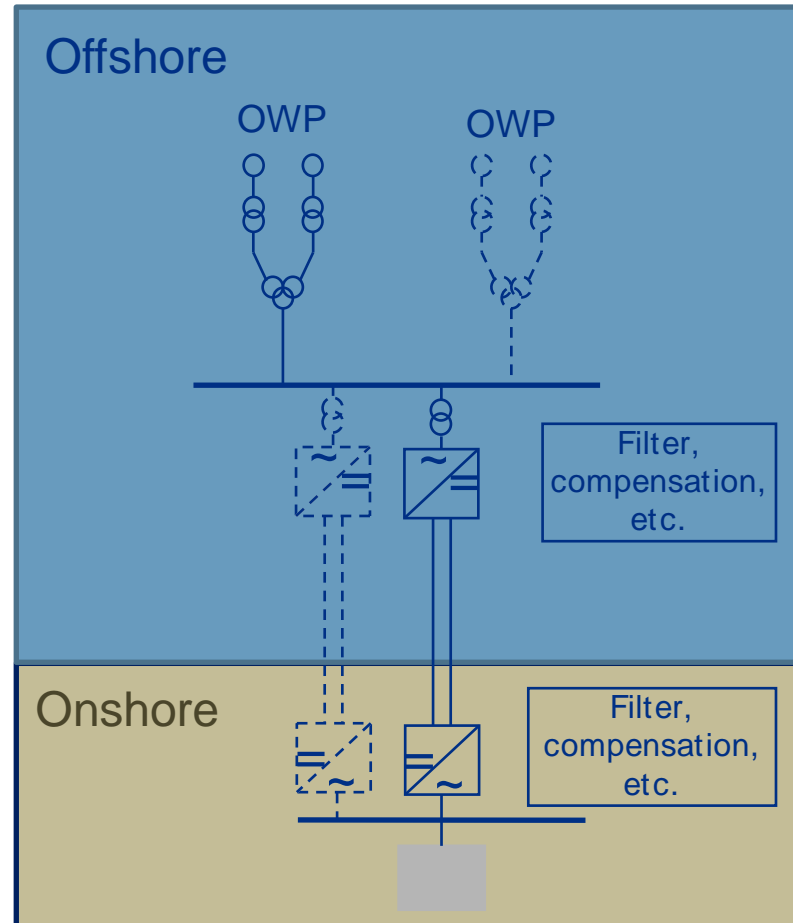 Offshore
OWP
OWP
Filter,
compensation,
etc.
Onshore
Filter,
compensation,
etc.